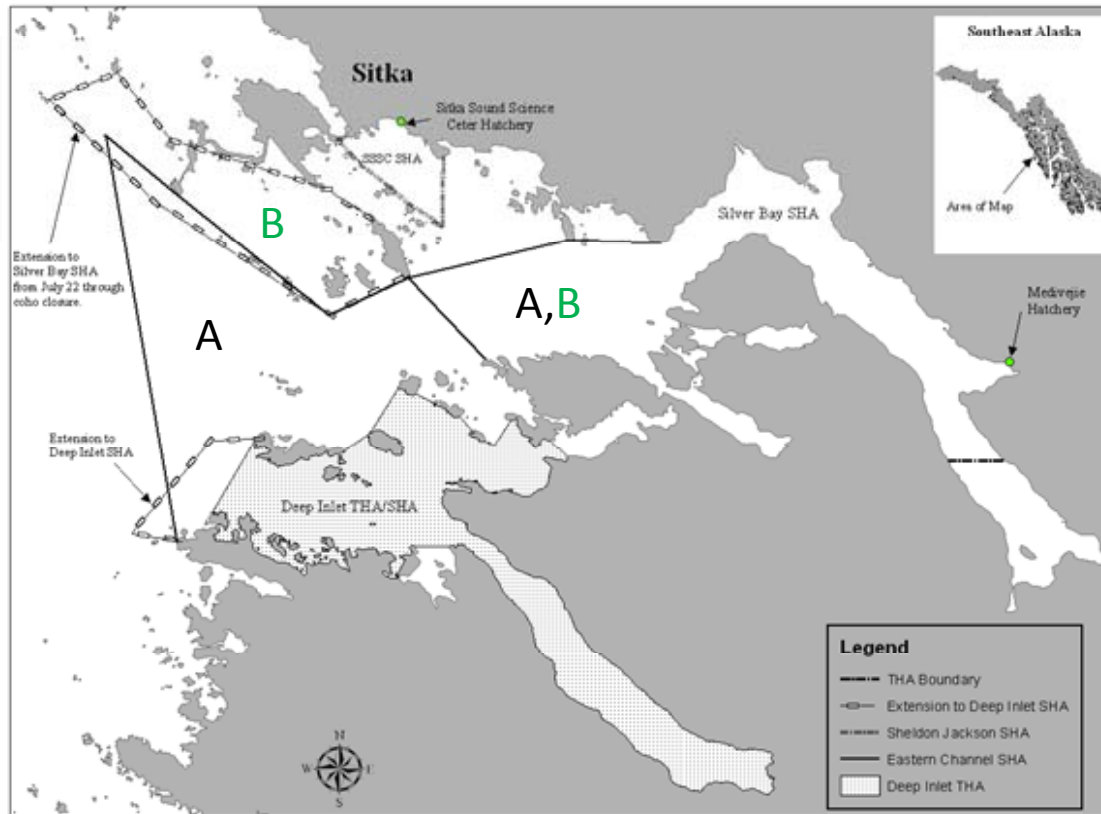 Southeast Alaska
Area of Map
Sitka
Sitka Sound Science
Ceter Hatchery
SSSC SHA
Silver Bay SHA
B
Extension to
Silver Bay SHA
from July 22 through
coho closure.
A
A,B
Medivejie
Hatchery
Extension to
Deep Inlet SHA
Deep Inlet THA/SHA
N
W E
S
Legend
THA Boundary
Extension to Deep Inlet SHA
Sheldon Jackson SHA
Eastern Channel SHA
Deep Inlet THA